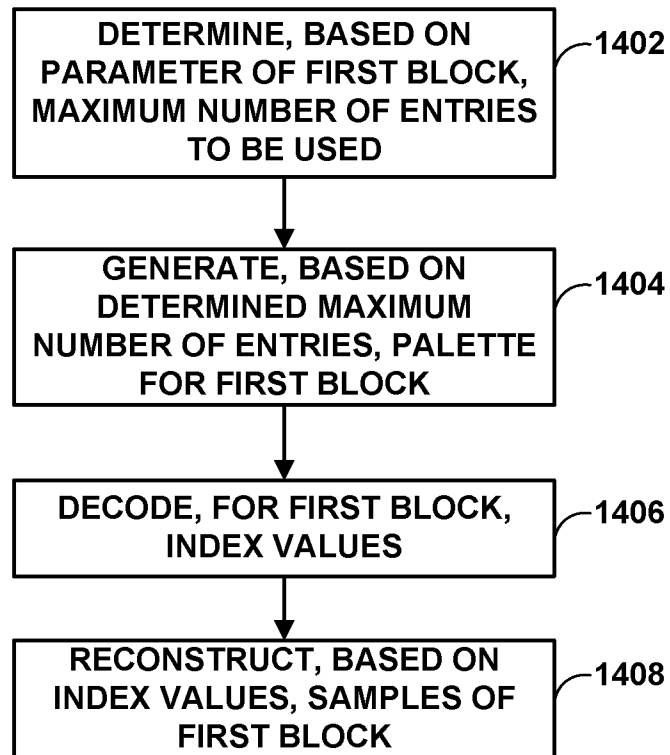 DETERMINE, BASED ON
PARAMETER OF FIRST BLOCK,
MAXIMUM NUMBER OF ENTRIES
TO BE USED
1402
GENERATE, BASED ON
DETERMINED MAXIMUM
NUMBER OF ENTRIES, PALETTE
FOR FIRST BLOCK
1404
DECODE, FOR FIRST BLOCK,
INDEX VALUES
1406
RECONSTRUCT, BASED ON
INDEX VALUES, SAMPLES OF
FIRST BLOCK
1408